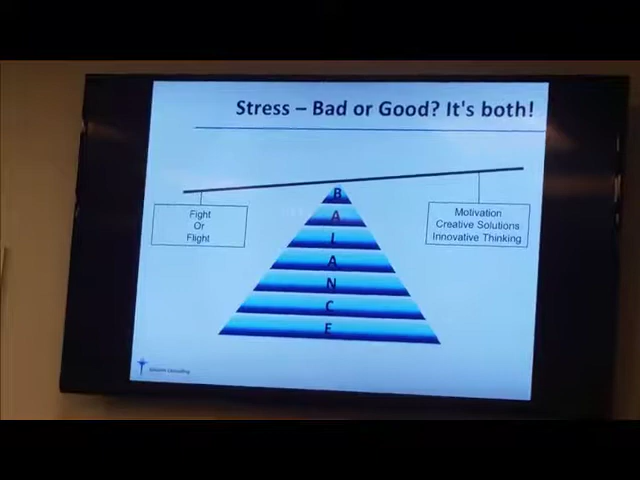 Stress – Bad or Good? It's both!
Fight
Or
Flight
Motivation
Creative Solutions
Innovative Thinking
B
A
L
A
N
C
E